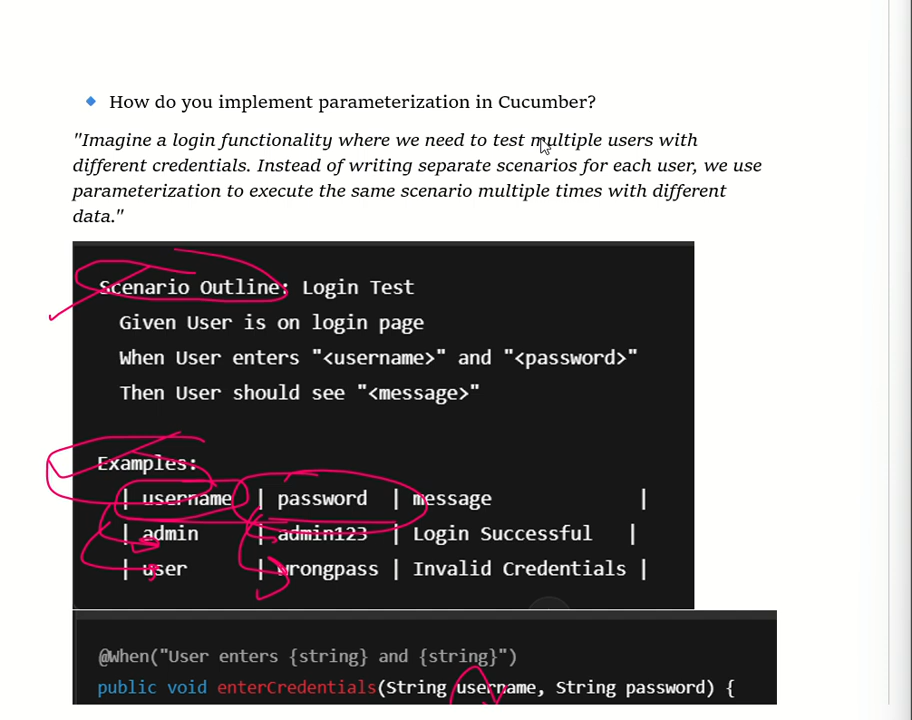 How do you implement parameterization in Cucumber?
"Imagine a login functionality where we need to test multiple users with
different credentials. Instead of writing separate scenarios for each user, we use
parameterization to execute the same scenario multiple times with different
data."
Scenario Outline: Login Test
Given User is on login page
When User enters "<username>" and "<password>"
Then User should see "<message>"
Examples:
| username | password | message |
| admin | admin123 | Login Successful |
| user | wrongpass | Invalid Credentials |
@When("User enters {string} and {string}")
public void enterCredentials(String username, String password) {